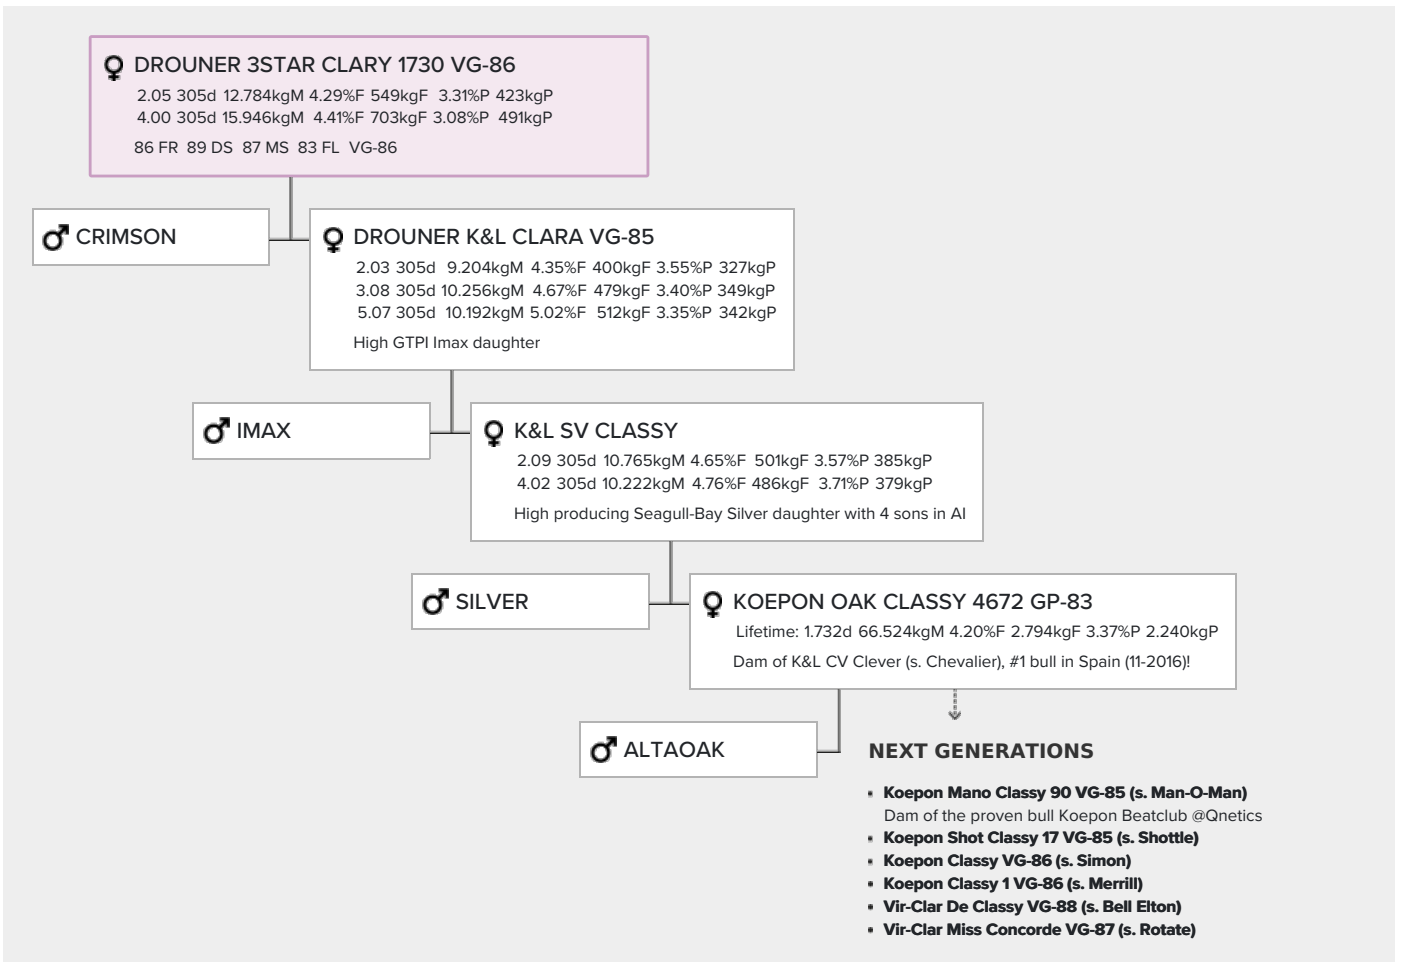 DROUNER 3STAR CLARY 1730 VG-86
2.05 305d 12.784kgM 4.29%F 549kgF 3.31%P 423kgP
4.00 305d 15.946kgM 4.41%F 703kgF 3.08%P 491kgP
86 FR 89 DS 87 MS 83 FL VG-86
CRIMSON
DROUNER K&L CLARA VG-85
2.03 305d 9.204kgM 4.35%F 400kgF 3.55%P 327kgP
3.08 305d 10.256kgM 4.67%F 479kgF 3.40%P 349kgP
5.07 305d 10.192kgM 5.02%F 512kgF 3.35%P 342kgP
High GTPI Imax daughter
IMAX
K&L SV CLASSY
2.09 305d 10.765kgM 4.65%F 501kgF 3.57%P 385kgP
4.02 305d 10.222kgM 4.76%F 486kgF 3.71%P 379kgP
High producing Seagull-Bay Silver daughter with 4 sons in AI
SILVER
KOEPON OAK CLASSY 4672 GP-83
Lifetime: 1.732d 66.524kgM 4.20%F 2.794kgF 3.37%P 2.240kgP
Dam of K&L CV Clever (s. Chevalier), #1 bull in Spain (11-2016)!
ALTAOAK
NEXT GENERATIONS
Koepon Mano Classy 90 VG-85 (s. Man-O-Man)
Dam of the proven bull Koepon Beatclub @Qnetics
Koepon Shot Classy 17 VG-85 (s. Shottle)
Koepon Classy VG-86 (s. Simon)
Koepon Classy 1 VG-86 (s. Merrill)
Vir-Clar De Classy VG-88 (s. Bell Elton)
Vir-Clar Miss Concorde VG-87 (s. Rotate)